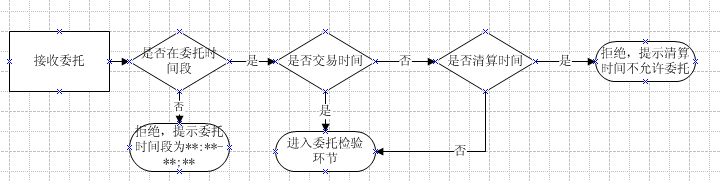 接收委托
是否在委托时
间段
是
是否交易时间
否
是否清算时间
是
拒绝，提示清算
时间不允许委托
否
拒绝，提示委托
时间段为**:**-
**:**
是
进入委托检验
环节
否